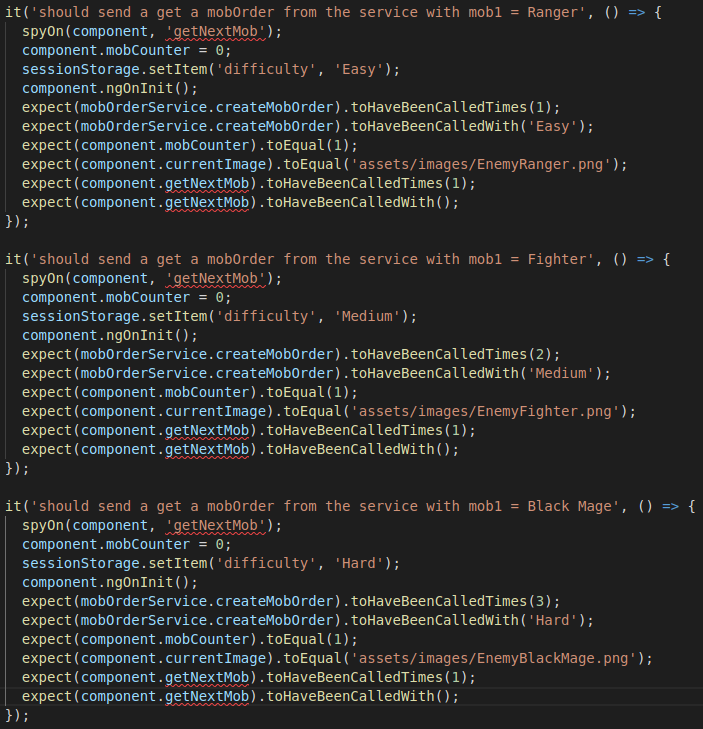 it('should send a get a mobOrder from the service with mob1 = Ranger', () => {
  spyOn(component, 'getNextMob');
  component.mobCounter = 0;
  sessionStorage.setItem('difficulty', 'Easy');
  component.ngOnInit();
  expect(mobOrderService.createMobOrder).toHaveBeenCalledTimes(1);
  expect(mobOrderService.createMobOrder).toHaveBeenCalledWith('Easy');
  expect(component.mobCounter).toEqual(1);
  expect(component.currentImage).toEqual('assets/images/EnemyRanger.png');
  expect(component.getNextMob).toHaveBeenCalledTimes(1);
  expect(component.getNextMob).toHaveBeenCalledWith();
});

it('should send a get a mobOrder from the service with mob1 = Fighter', () => {
  spyOn(component, 'getNextMob');
  component.mobCounter = 0;
  sessionStorage.setItem('difficulty', 'Medium');
  component.ngOnInit();
  expect(mobOrderService.createMobOrder).toHaveBeenCalledTimes(2);
  expect(mobOrderService.createMobOrder).toHaveBeenCalledWith('Medium');
  expect(component.mobCounter).toEqual(1);
  expect(component.currentImage).toEqual('assets/images/EnemyFighter.png');
  expect(component.getNextMob).toHaveBeenCalledTimes(1);
  expect(component.getNextMob).toHaveBeenCalledWith();
});

it('should send a get a mobOrder from the service with mob1 = Black Mage', () => {
  spyOn(component, 'getNextMob');
  component.mobCounter = 0;
  sessionStorage.setItem('difficulty', 'Hard');
  component.ngOnInit();
  expect(mobOrderService.createMobOrder).toHaveBeenCalledTimes(3);
  expect(mobOrderService.createMobOrder).toHaveBeenCalledWith('Hard');
  expect(component.mobCounter).toEqual(1);
  expect(component.currentImage).toEqual('assets/images/EnemyBlackMage.png');
  expect(component.getNextMob).toHaveBeenCalledTimes(1);
  expect(component.getNextMob).toHaveBeenCalledWith();
});